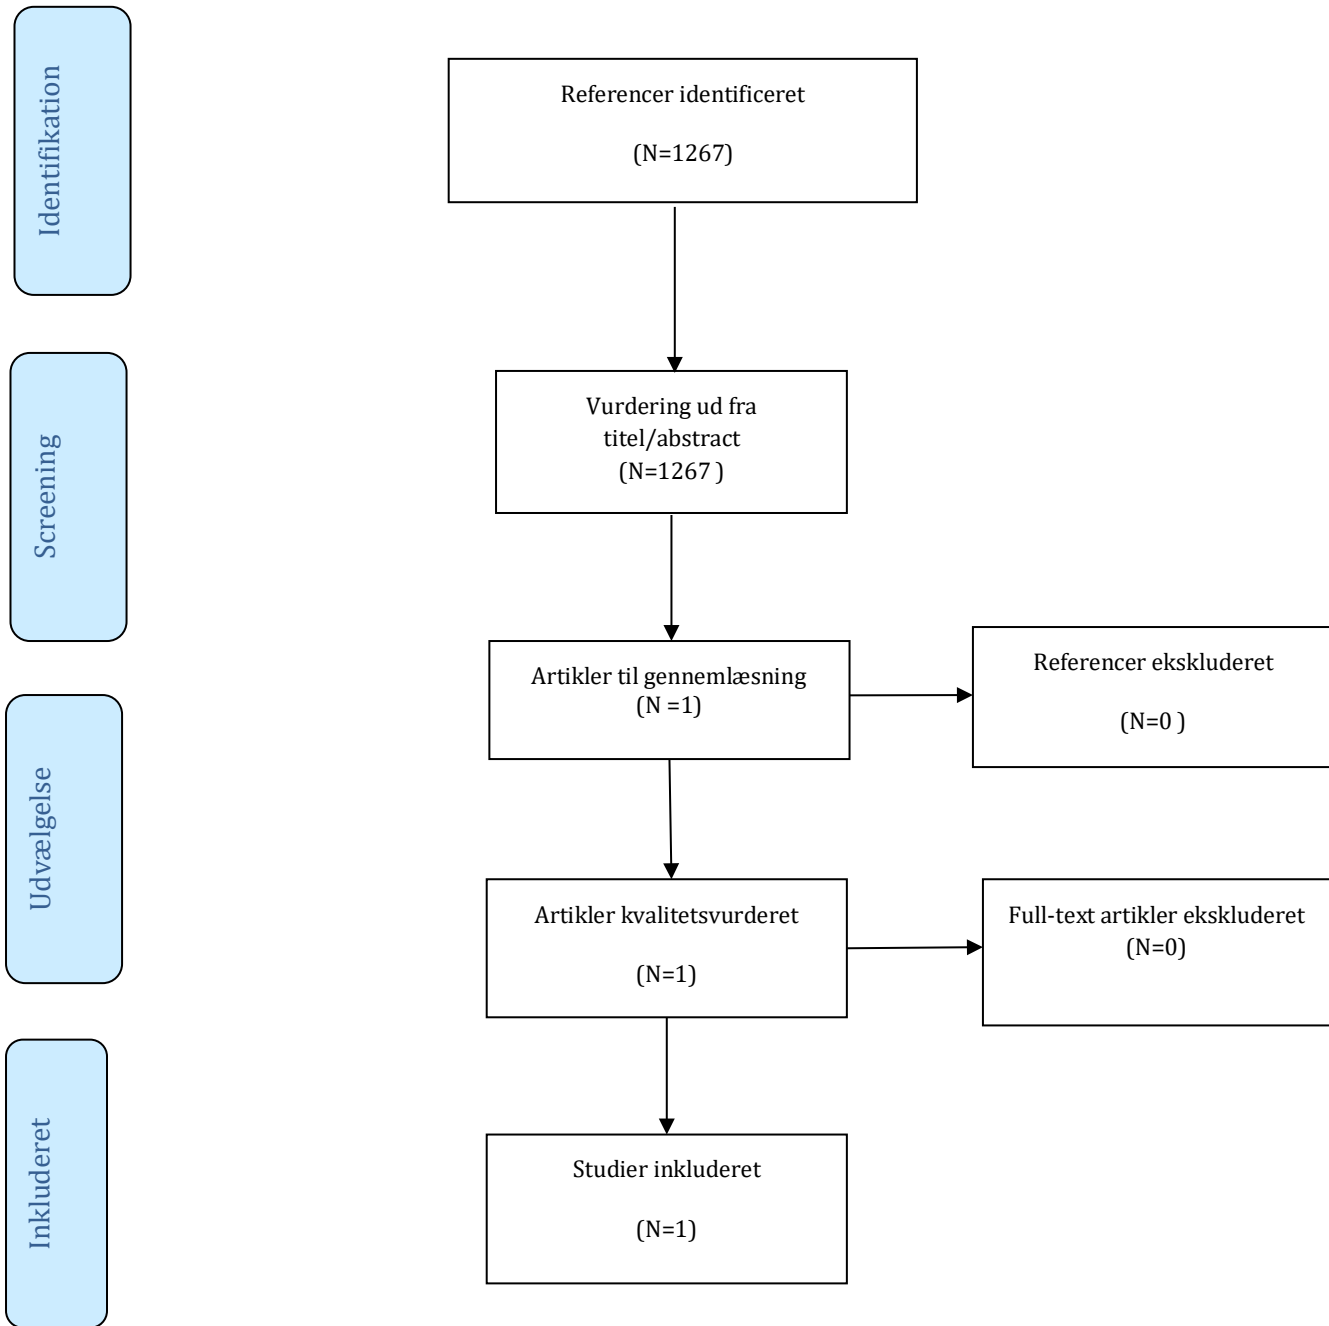 Identifikation
Referencer identificeret
(N=1267)
Screening
Vurdering ud fra
titel/abstract
(N=1267 )
Artikler til gennemlæsning
(N =1)
Referencer ekskluderet
(N=0 )
Udvælgelse
Artikler kvalitetsvurderet
(N=1)
Full-text artikler ekskluderet
(N=0)
Inkluderet
Studier inkluderet
(N=1)